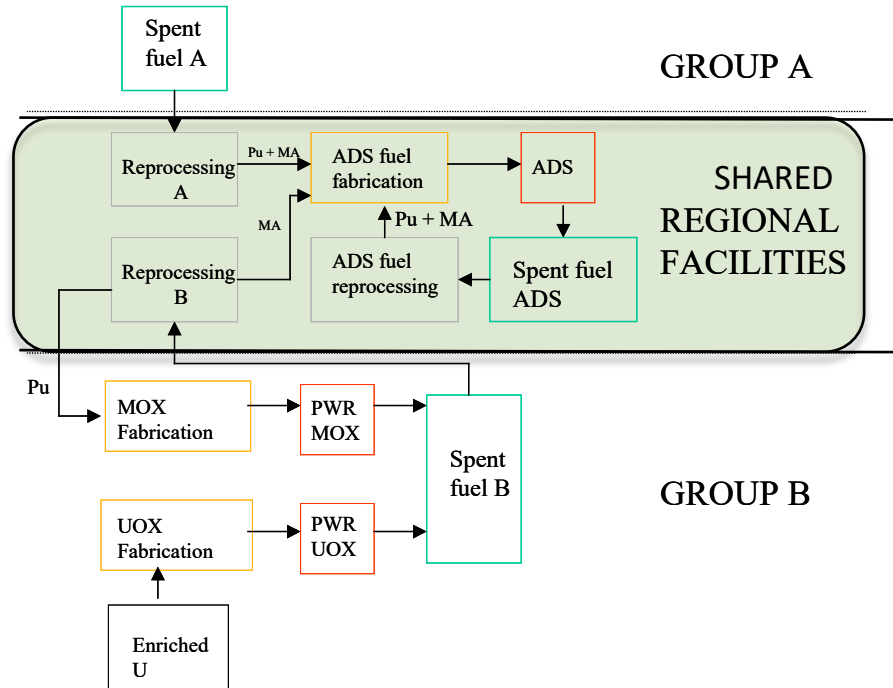 Spent
fuel A
GROUP A
Reprocessing
A
Pu + MA
ADS fuel
fabrication
ADS
SHARED
REGIONAL
FACILITIES
MA
Pu + MA
Reprocessing
B
ADS fuel
reprocessing
Spent fuel
ADS
Pu
MOX
Fabrication
PWR
MOX
Spent
fuel B
GROUP B
UOX
Fabrication
PWR
UOX
Enriched
U